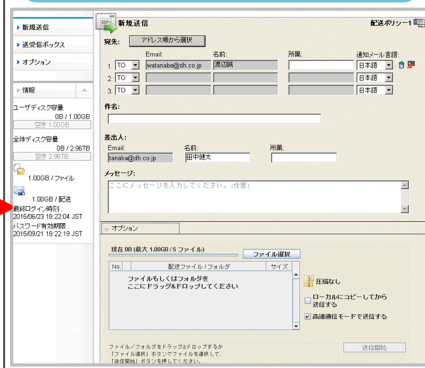 新規送信
送受信ボックス
オプション
情報
ユーザディスク容量
0B / 1.00GB
空き 1.00GB
全体ディスク容量
0B / 2.96TB
空き 2.96TB
1.00GB / ファイル
1.00GB / 配送
最終ログイン時刻:
2015/06/23 18:22:04 JST
パスワード有効期限:
2015/09/21 18:22:19 JST
新規送信
配送ポリシー1
宛先:
アドレス帳から選択
Email: 名前: 所属: 通知メール言語:
1. TO watanabe@dh.co.jp 渡辺誠 日本語
2. TO 日本語
3. TO 日本語
件名:
差出人:
Email: 名前: 所属:
tanaka@dh.co.jp 田中健太
メッセージ:
ここにメッセージを入力してください。(任意)
オプション
現在 0B (最大 1.00GB / 5 ファイル)
ファイル選択
No. 配送ファイル / フォルダ サイズ
ファイルもしくはフォルダを
ここにドラッグ&ドロップしてください
圧縮なし
ローカルにコピーしてから
送信する
高速通信モードで送信する
ファイル/フォルダをドラッグ&ドロップするか
「ファイル選択」ボタンでファイルを選択して、
「送信開始」ボタンを押してください。
送信開始